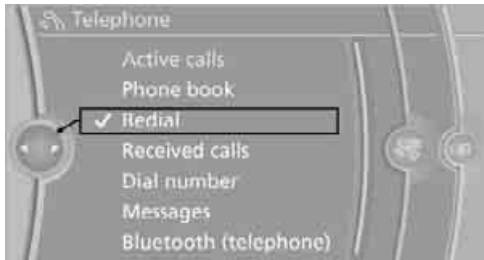 Telephone
Active calls
Phone book
Redial
Received calls
Dial number
Messages
Bluetooth (telephone)